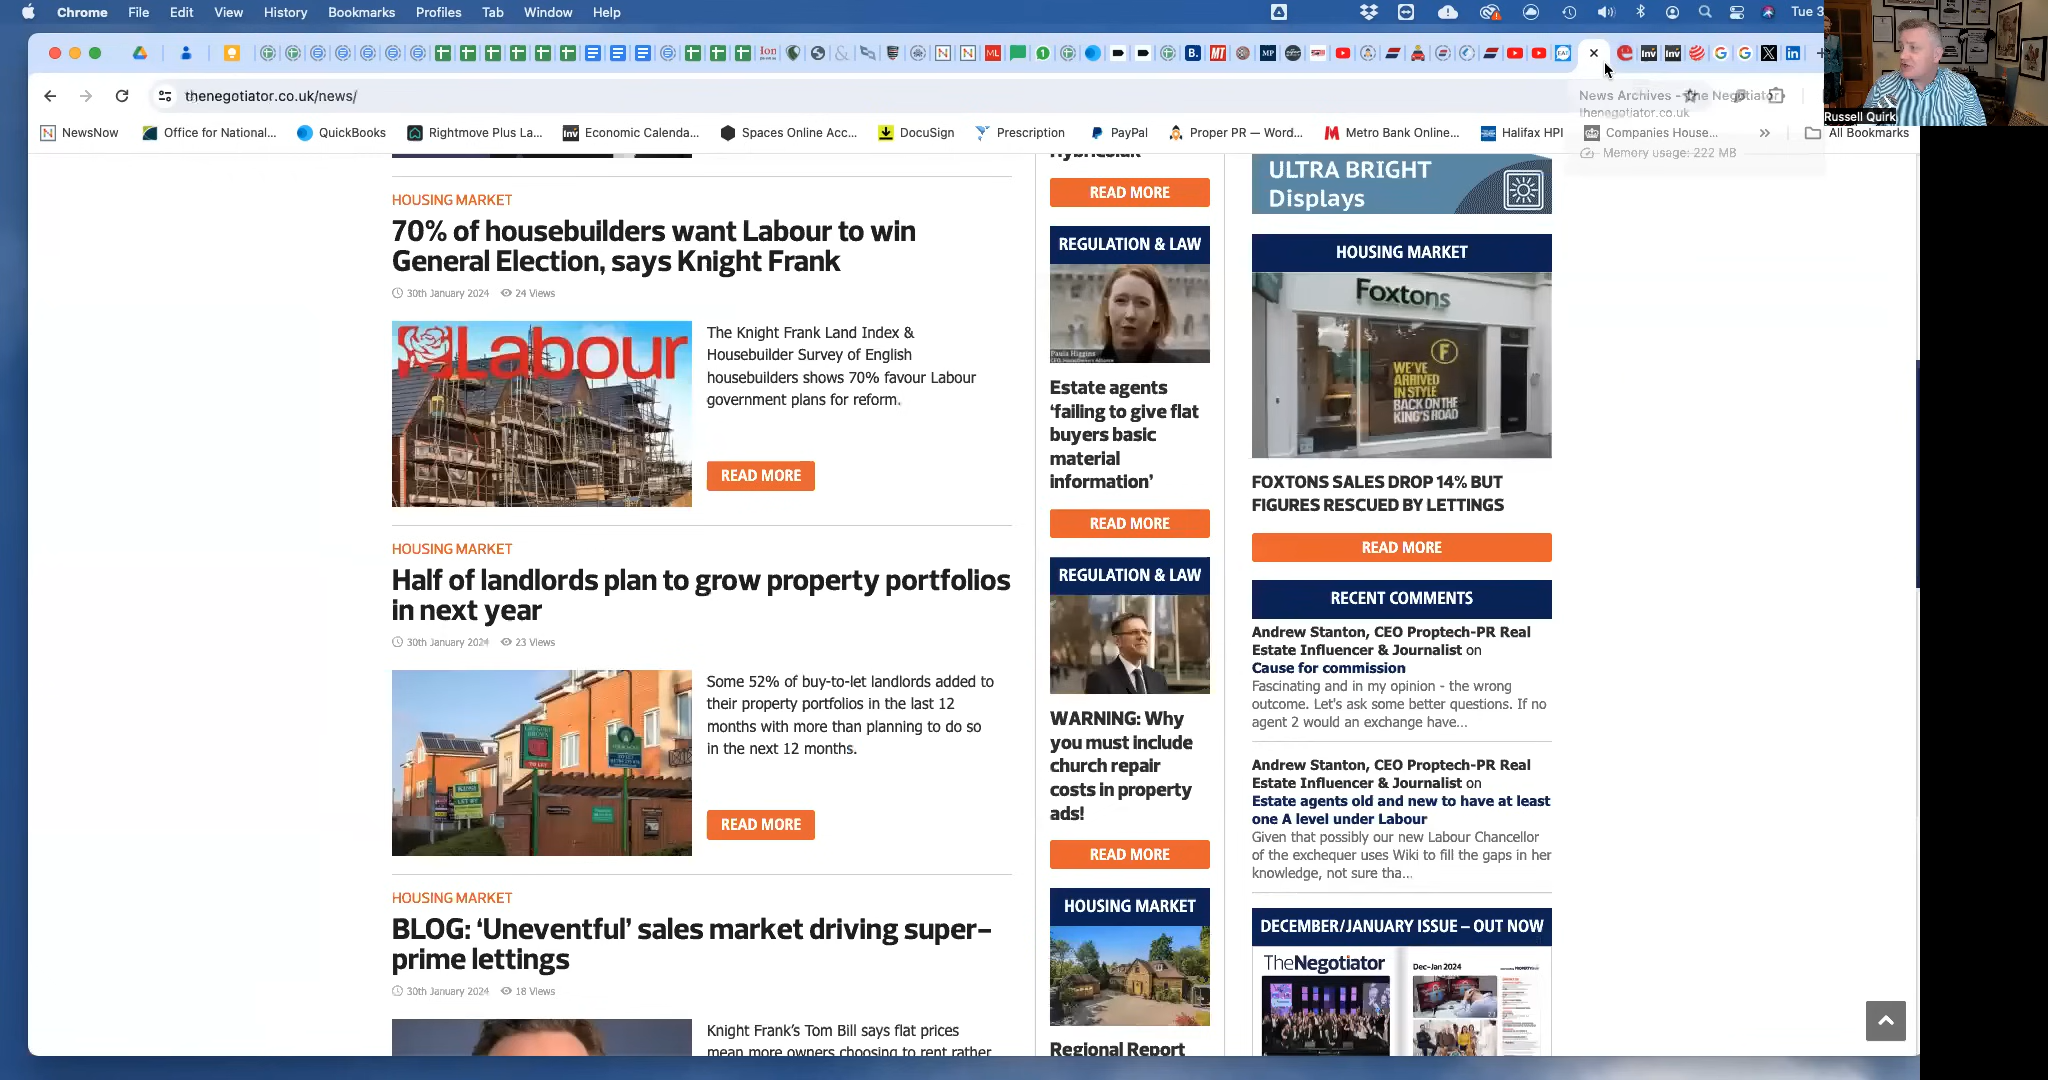 Chrome File Edit View History Bookmarks Profiles Tab Window Help
Tue 3
thenegotiator.co.uk/news/
News Archives - The Negotiator
thenegotiator.co.uk
Memory usage: 222 MB
Russell Quirk
NewsNow Office for National... QuickBooks Rightmove Plus La... Economic Calenda... Spaces Online Acc... DocuSign Prescription PayPal Proper PR — Word... Metro Bank Online... Halifax HPI Companies House... All Bookmarks
HOUSING MARKET
70% of housebuilders want Labour to win
General Election, says Knight Frank
30th January 2024 24 Views
Labour
The Knight Frank Land Index &
Housebuilder Survey of English
housebuilders shows 70% favour Labour
government plans for reform.
READ MORE
HOUSING MARKET
Half of landlords plan to grow property portfolios
in next year
30th January 2024 23 Views
Some 52% of buy-to-let landlords added to
their property portfolios in the last 12
months with more than planning to do so
in the next 12 months.
READ MORE
HOUSING MARKET
BLOG: ‘Uneventful’ sales market driving super–
prime lettings
30th January 2024 18 Views
Knight Frank’s Tom Bill says flat prices
mean more owners choosing to rent rather
READ MORE
REGULATION & LAW
Paula Higgins
Estate agents
‘failing to give flat
buyers basic
material
information’
READ MORE
REGULATION & LAW
WARNING: Why
you must include
church repair
costs in property
ads!
READ MORE
HOUSING MARKET
Regional Report
ULTRA BRIGHT
Displays
HOUSING MARKET
Foxtons
F
WE'VE
ARRIVED
IN STYLE
BACK ON THE
KING'S ROAD
FOXTONS SALES DROP 14% BUT
FIGURES RESCUED BY LETTINGS
READ MORE
RECENT COMMENTS
Andrew Stanton, CEO Proptech-PR Real
Estate Influencer & Journalist on
Cause for commission
Fascinating and in my opinion - the wrong
outcome. Let's ask some better questions. If no
agent 2 would an exchange have...
Andrew Stanton, CEO Proptech-PR Real
Estate Influencer & Journalist on
Estate agents old and new to have at least
one A level under Labour
Given that possibly our new Labour Chancellor
of the exchequer uses Wiki to fill the gaps in her
knowledge, not sure tha...
DECEMBER/JANUARY ISSUE – OUT NOW
TheNegotiator
Dec-Jan 2024